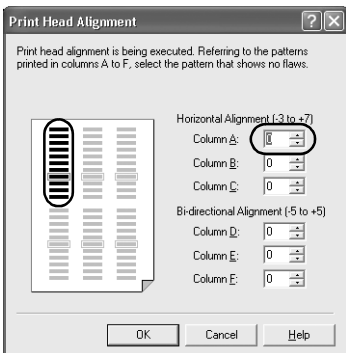 Print Head Alignment
Print head alignment is being executed. Referring to the patterns
printed in columns A to F, select the pattern that shows no flaws.
Horizontal Alignment (-3 to +7)
Column A: 0
Column B: 0
Column C: 0
Bi-directional Alignment (-5 to +5)
Column D: 0
Column E: 0
Column F: 0
OK Cancel Help